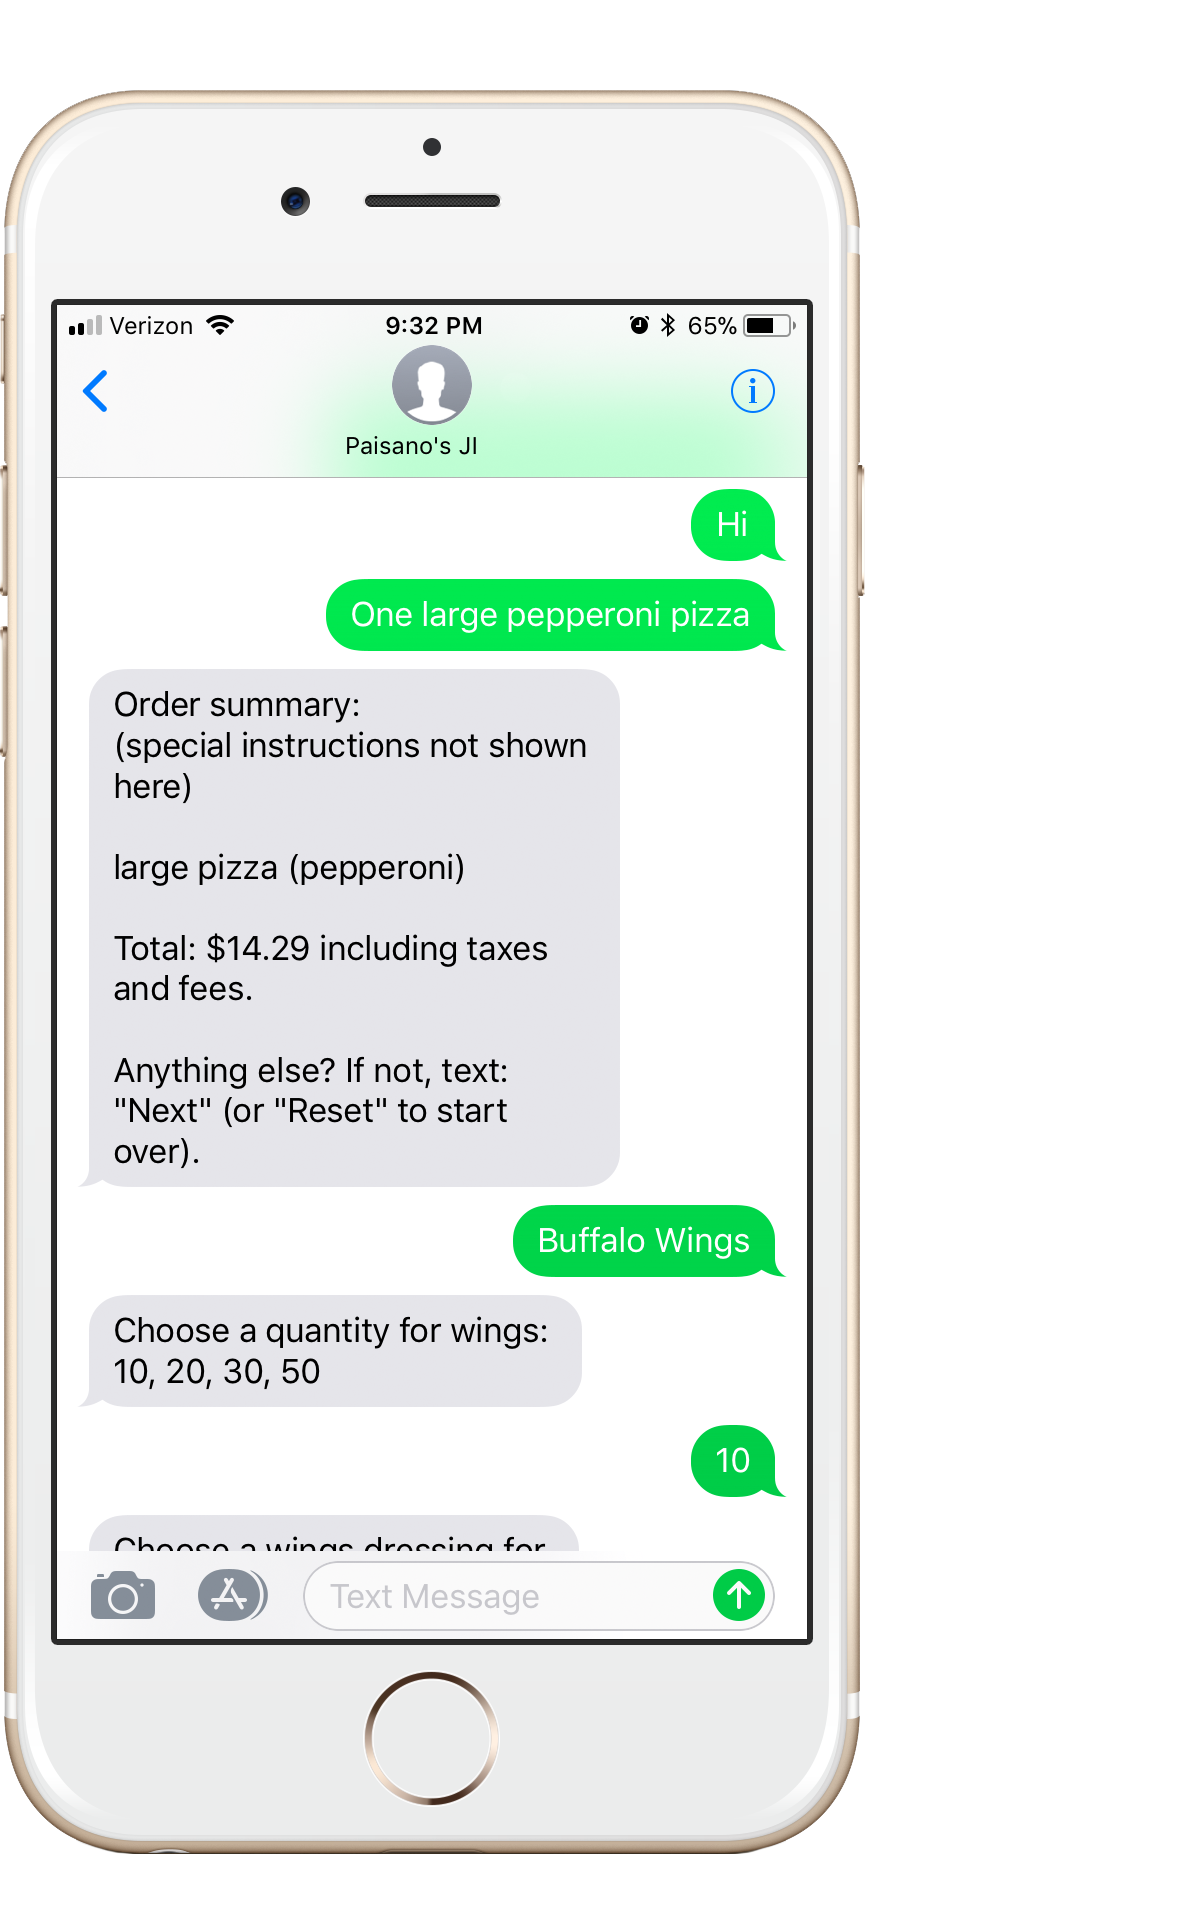 Verizon 9:32 PM 65%
Paisano's JI
Hi
One large pepperoni pizza
Order summary:
(special instructions not shown
here)
large pizza (pepperoni)
Total: $14.29 including taxes
and fees.
Anything else? If not, text:
"Next" (or "Reset" to start
over).
Buffalo Wings
Choose a quantity for wings:
10, 20, 30, 50
10
Choose a wings dressing for
Text Message